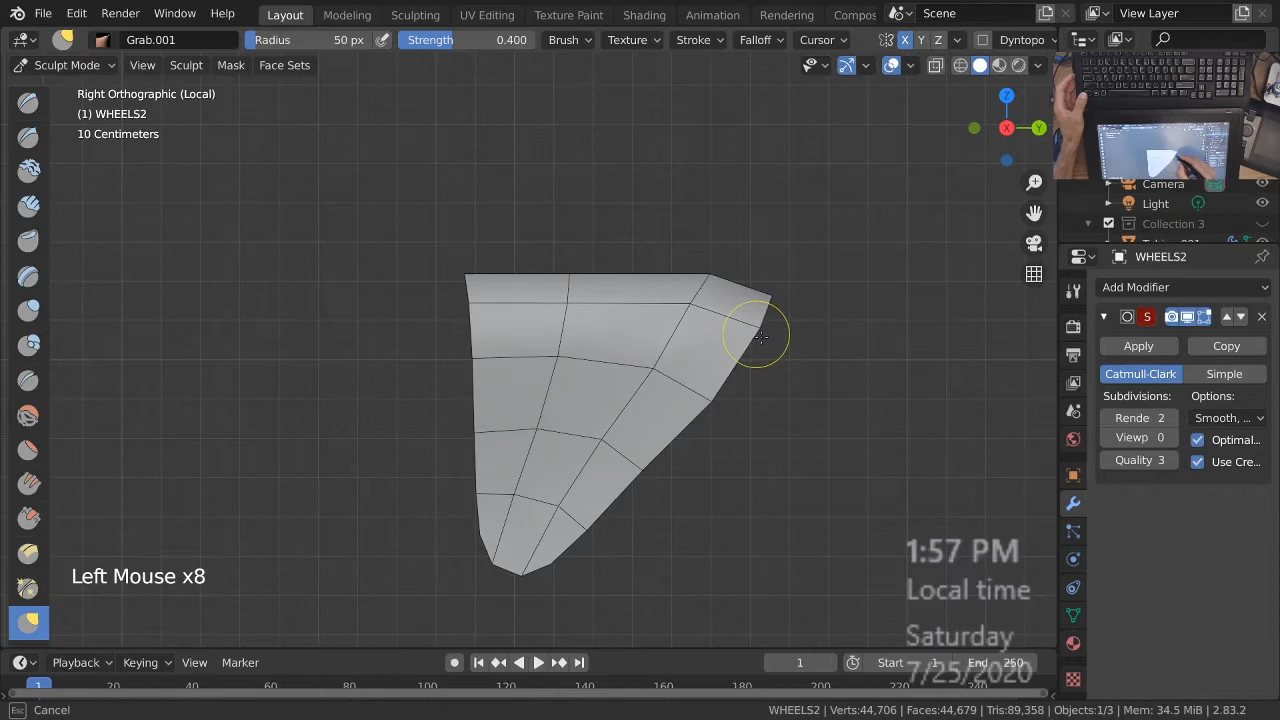 File Edit Render Window Help Layout Modeling Sculpting UV Editing Texture Paint Shading Animation Rendering Compos Scene View Layer
Grab.001 Radius 50 px Strength 0.400 Brush Texture Stroke Falloff Cursor X Y Z Dyntopo
Sculpt Mode View Sculpt Mask Face Sets
Right Orthographic (Local)
(1) WHEELS2
10 Centimeters
Z
X
Y
Camera
Light
Collection 3
WHEELS2
Add Modifier
S
Apply Copy
Catmull-Clark Simple
Subdivisions: Options:
Rende 2 Smooth, ...
Viewp 0 Optimal...
Quality 3 Use Cre...
Left Mouse x8
1:57 PM
Local time
Saturday
7/25/2020
Playback Keying View Marker 1 Start 1 End 250
1 20 60 80 100 120 140 160 180 200 220 240
Esc Cancel WHEELS2 | Verts:44,706 | Faces:44,679 | Tris:89,358 | Objects:1/3 | Mem: 34.5 MiB | 2.83.2